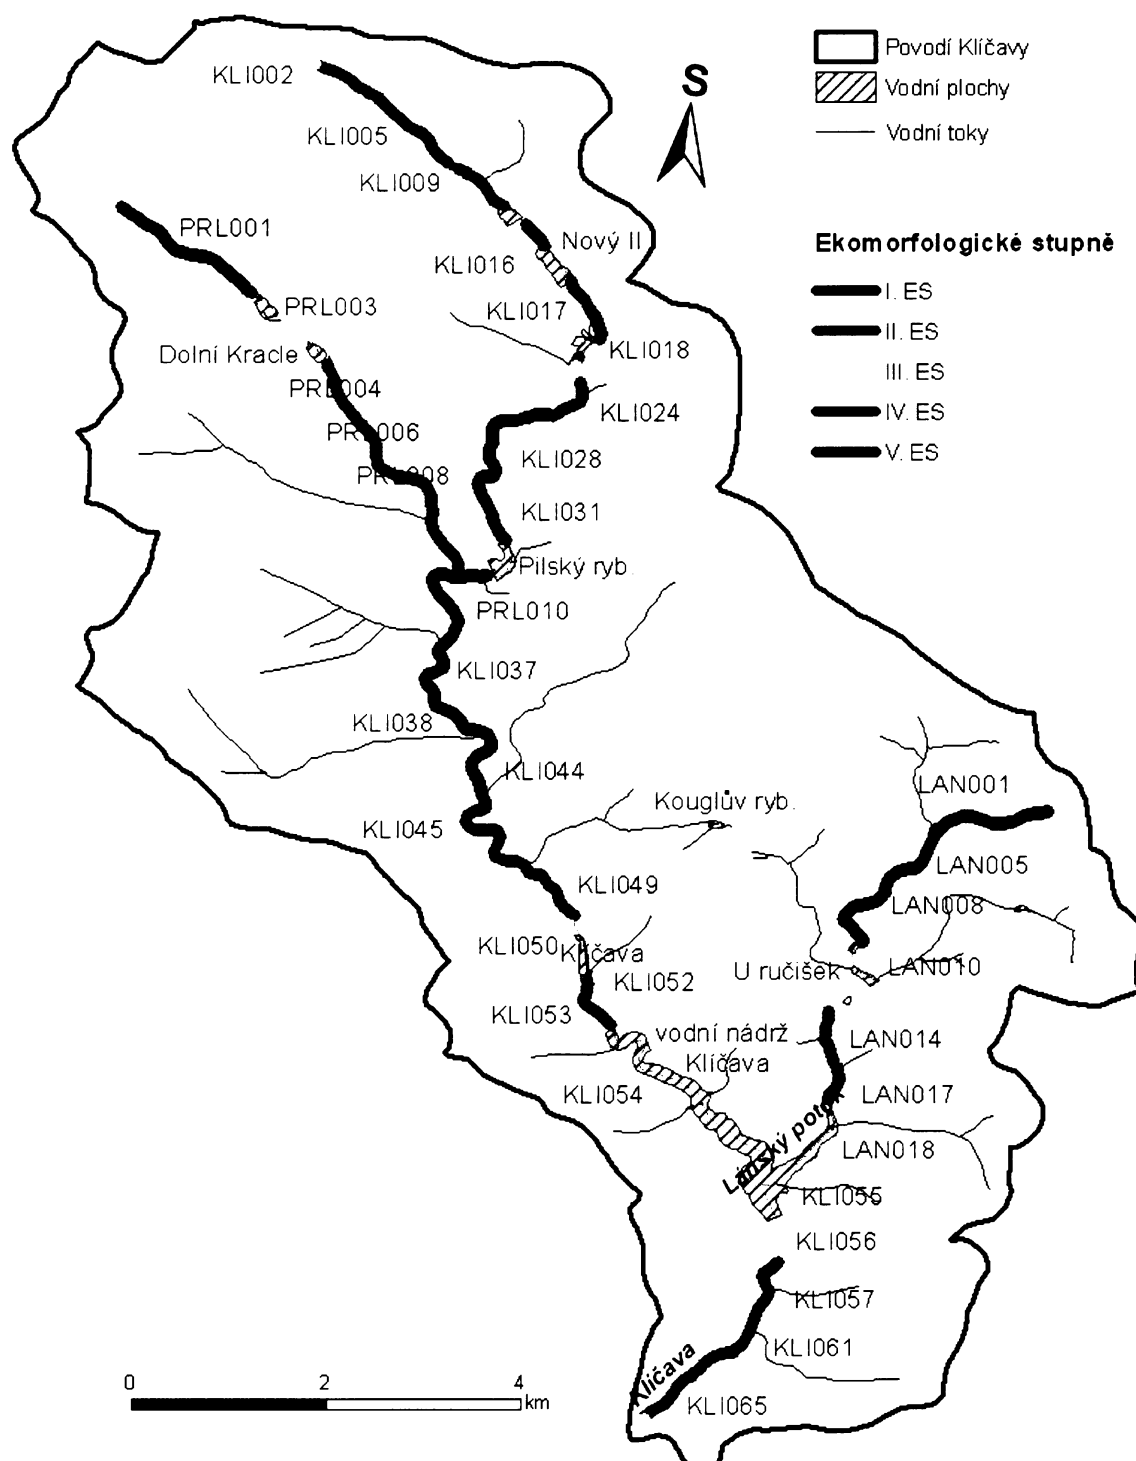 Povodí Klíčavy
Vodní plochy
Vodní toky
S
Ekomorfologické stupně
I. ES
II. ES
III. ES
IV. ES
V. ES
KLI002
KLI005
KLI009
PRL001
Nový II
KLI016
PRL003
KLI017
KLI018
Dolní Kracle
PRL004
KLI024
PRL006
KLI028
PRL008
KLI031
Pilský ryb.
PRL010
KLI037
KLI038
KLI044
LAN001
Kouglův ryb.
KLI045
LAN005
KLI049
LAN008
KLI050
Klíčava
U ručišek
LAN010
KLI052
KLI053
vodní nádrž
Klíčava
LAN014
KLI054
LAN017
Lánský potok
LAN018
KLI055
KLI056
KLI057
KLI061
Klíčava
KLI065
0 2 4
km